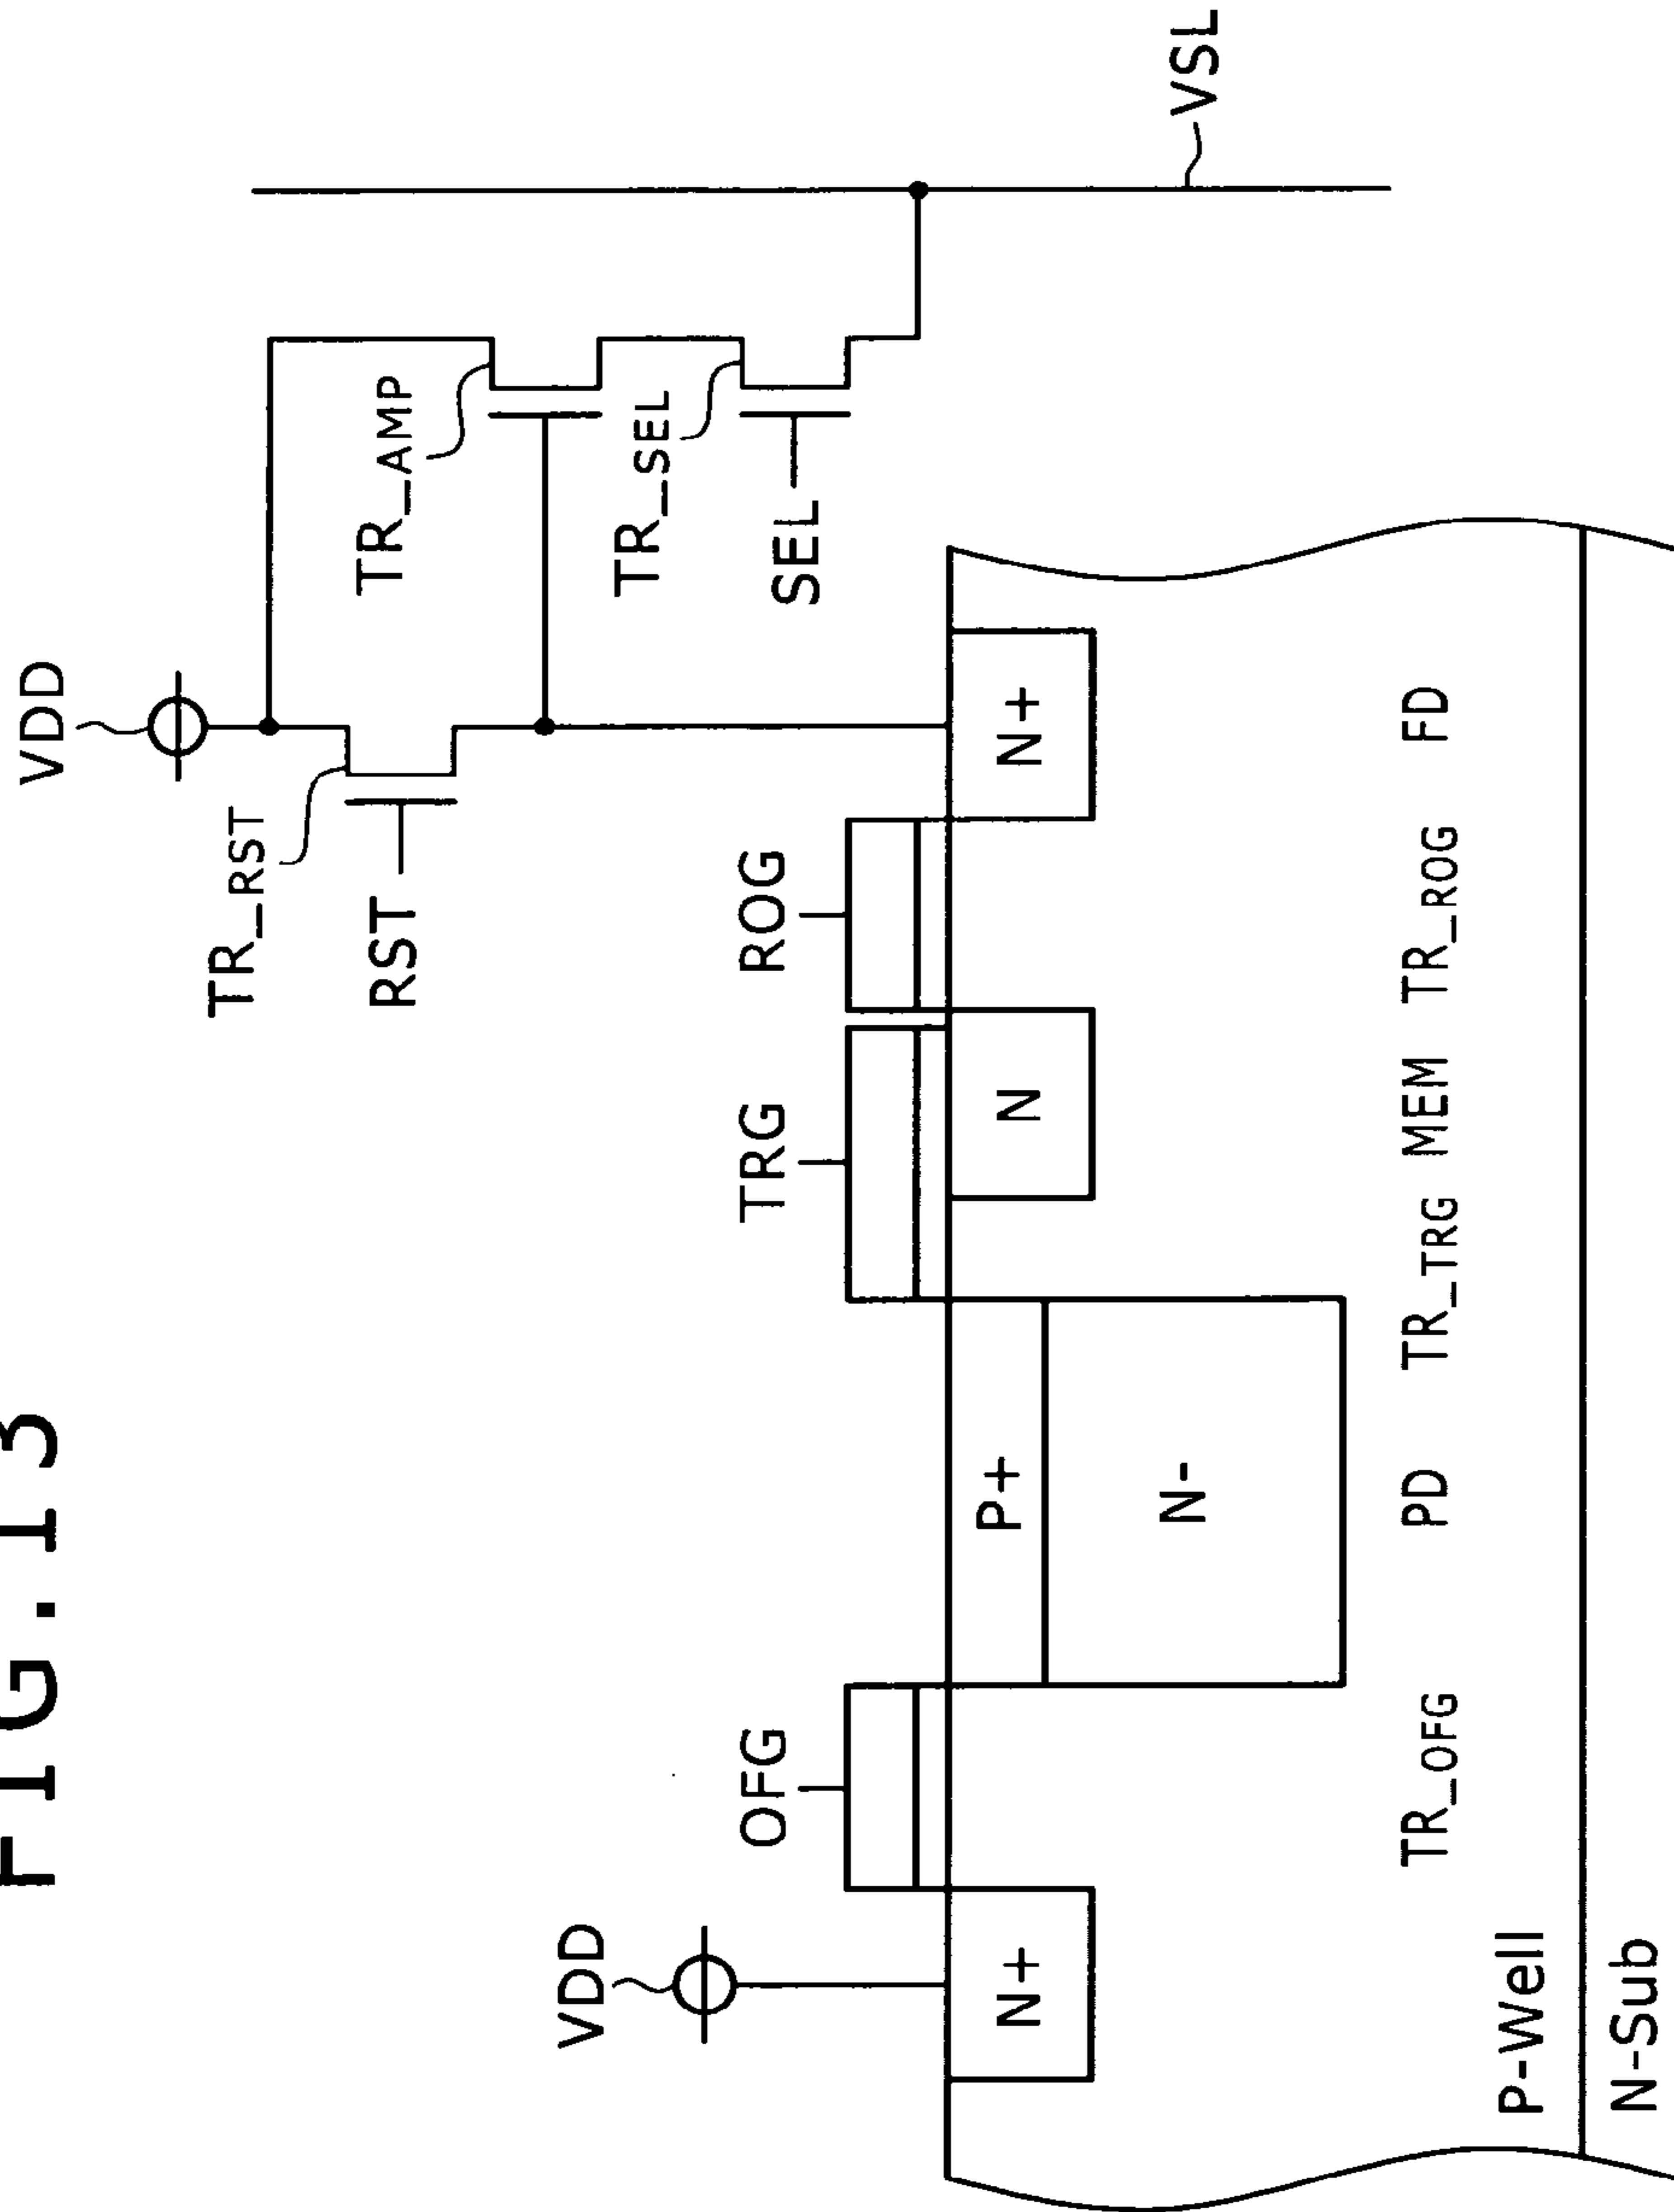 FIG.13
VDD
TR_RST
RST
TR_AMP
TR_SEL
SEL
VSL
VDD
OFG
TRG
ROG
N+
P+
N-
N
N+
TR_OFG
PD
TR_TRG
MEM
TR_ROG
FD
P-Well
N-Sub